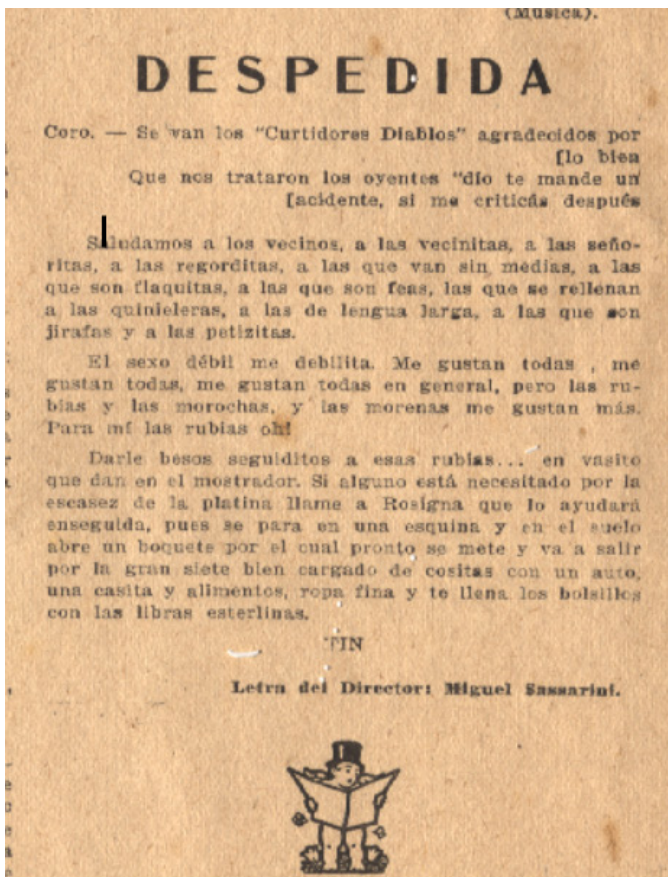 (Música).
DESPEDIDA
Coro. — Se van los "Curtidores Diablos" agradecidos por
[lo bien
Que nos trataron los oyentes "dio te mande un
[acidente, si me criticás después
Saludamos a los vecinos, a las vecinitas, a las seño-
ritas, a las regorditas, a las que van sin medias, a las
que son flaquitas, a las que son feas, las que se rellenan
a las quinieleras, a las de lengua larga, a las que son
jirafas y a las petizitas.
El sexo débil me debilita. Me gustan todas , me
gustan todas, me gustan todas en general, pero las ru-
bias y las morochas, y las morenas me gustan más.
Para mí las rubias oh!
Darle besos seguiditos a esas rubias... en vasito
que dan en el mostrador. Si alguno está necesitado por la
escasez de la platina llame a Rosigna que lo ayudará
enseguida, pues se para en una esquina y en el suelo
abre un boquete por el cual pronto se mete y va a salir
por la gran siete bien cargado de cositas con un auto,
una casita y alimentos, ropa fina y te llena los bolsillos
con las libras esterlinas.
TIN
Letra del Director: Miguel Sassarini.